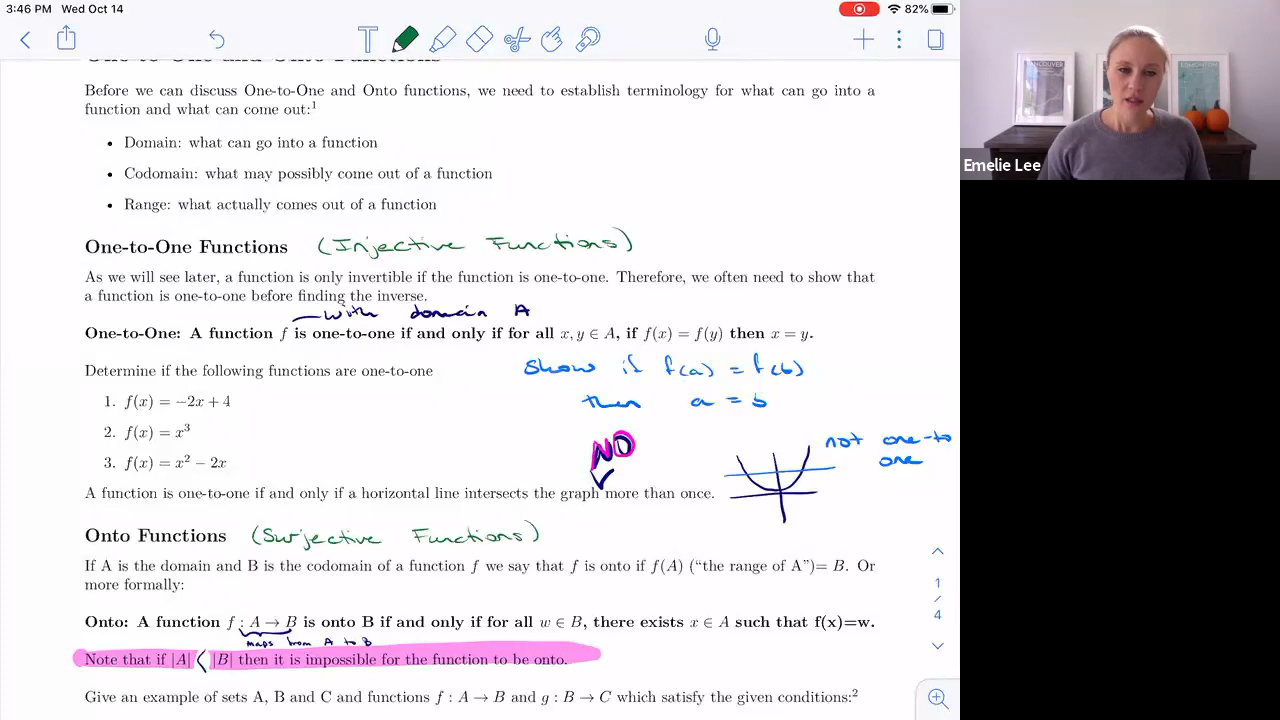 3:46 PM Wed Oct 14
82%
One-to-One and Onto Functions
Before we can discuss One-to-One and Onto functions, we need to establish terminology for what can go into a
function and what can come out:1
• Domain: what can go into a function
• Codomain: what may possibly come out of a function
• Range: what actually comes out of a function
One-to-One Functions (Injective Functions)
As we will see later, a function is only invertible if the function is one-to-one. Therefore, we often need to show that
a function is one-to-one before finding the inverse.
with domain A
One-to-One: A function f is one-to-one if and only if for all x, y ∈ A, if f(x) = f(y) then x = y.
Determine if the following functions are one-to-one
show if f(a) = f(b)
then a = b
1. f(x) = −2x + 4
2. f(x) = x³
3. f(x) = x² − 2x
NO
not one-to
one
A function is one-to-one if and only if a horizontal line intersects the graph more than once.
Onto Functions (Surjective Functions)
If A is the domain and B is the codomain of a function f we say that f is onto if f(A) (“the range of A”)= B. Or
more formally:
Onto: A function f : A → B is onto B if and only if for all w ∈ B, there exists x ∈ A such that f(x)=w.
maps from A to B
Note that if |A| < |B| then it is impossible for the function to be onto.
Give an example of sets A, B and C and functions f : A → B and g : B → C which satisfy the given conditions:2
1
/
4
VANCOUVER
EDMONTON
Emelie Lee